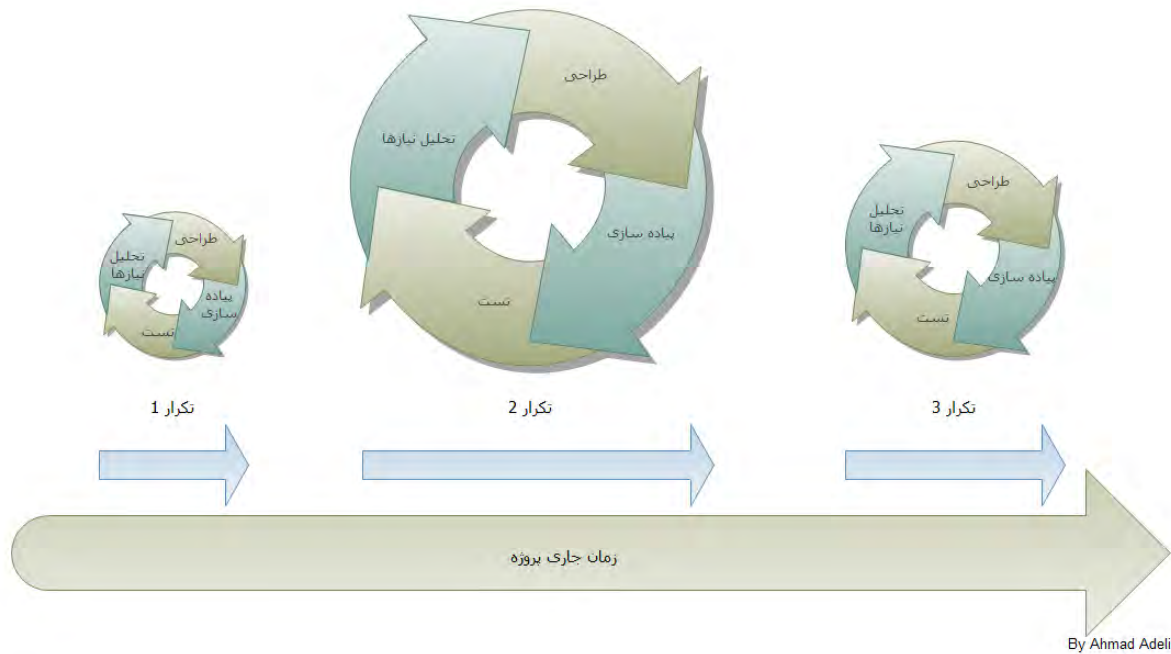 طراحی
تحلیل نیازها
پیاده سازی
تست
طراحی
تحلیل
نیازها
پیاده سازی
تست
طراحی
تحلیل
نیازها
پیاده
سازی
تست
تکرار 1
تکرار 2
تکرار 3
زمان جاری پروژه
By Ahmad Adeli